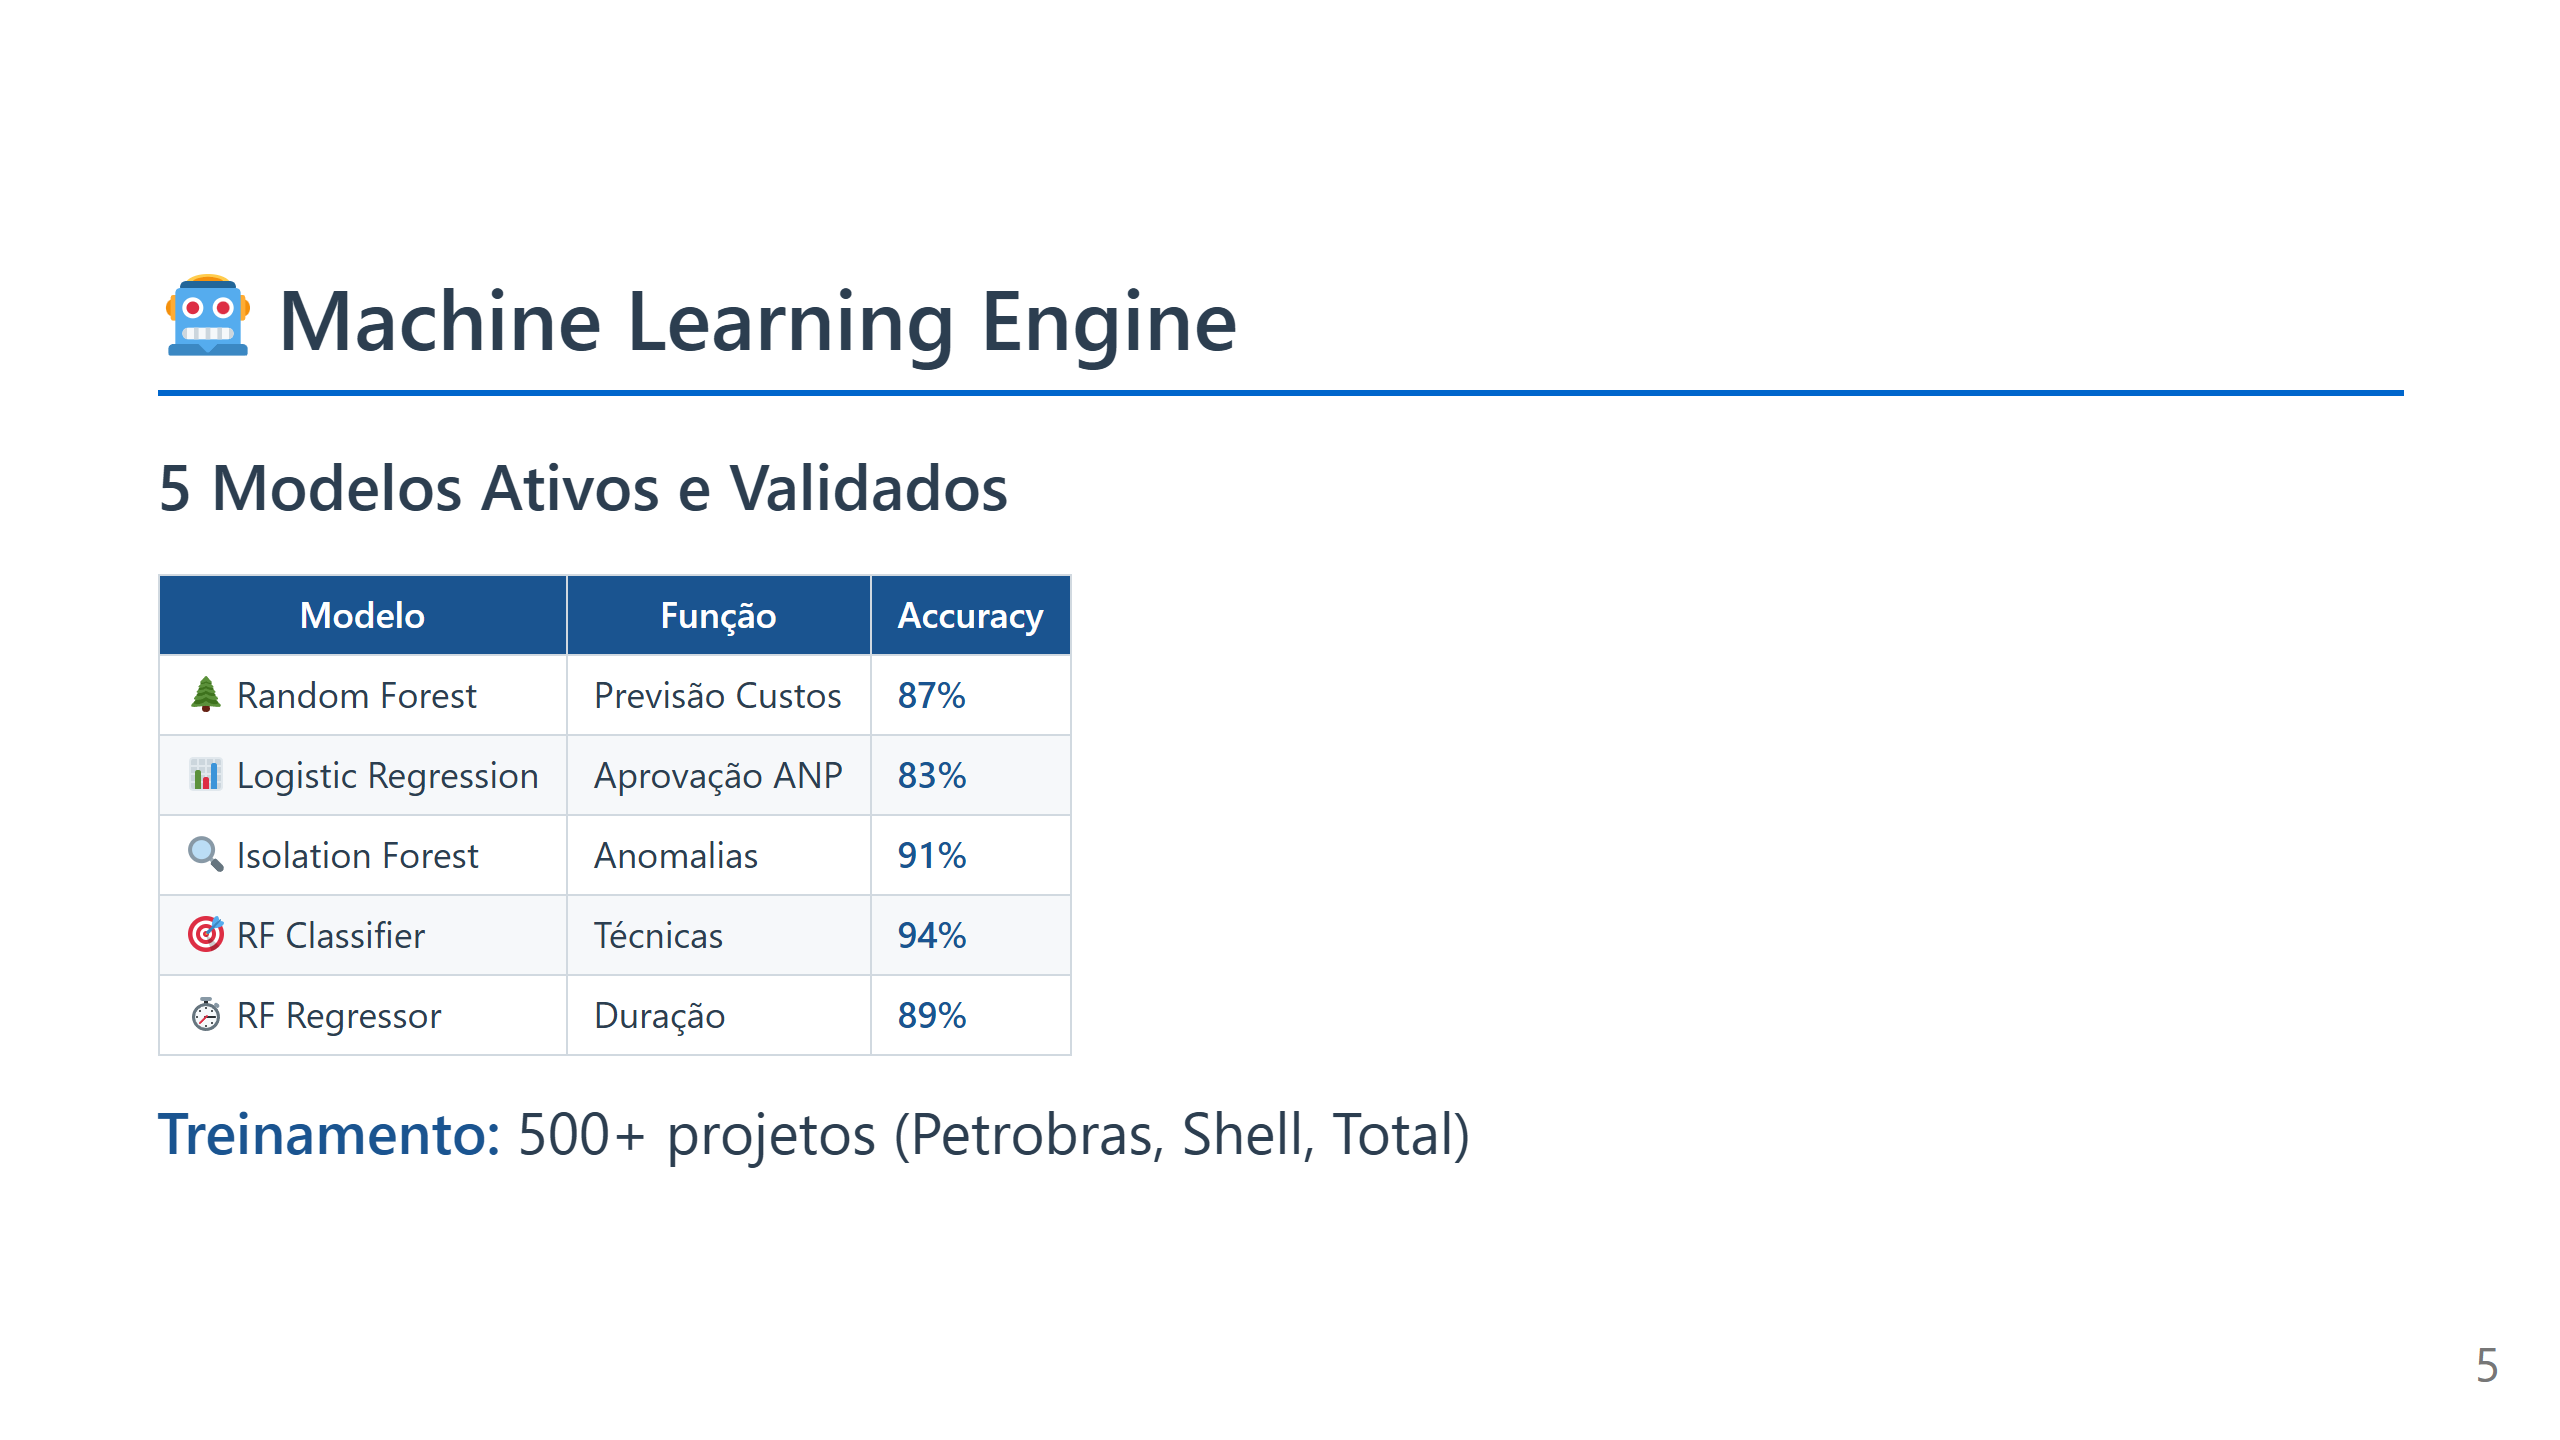 Machine Learning Engine
5 Modelos Ativos e Validados
Modelo Função Accuracy
Random Forest Previsão Custos 87%
Logistic Regression Aprovação ANP 83%
Isolation Forest Anomalias 91%
RF Classifier Técnicas 94%
RF Regressor Duração 89%
Treinamento: 500+ projetos (Petrobras, Shell, Total)
5